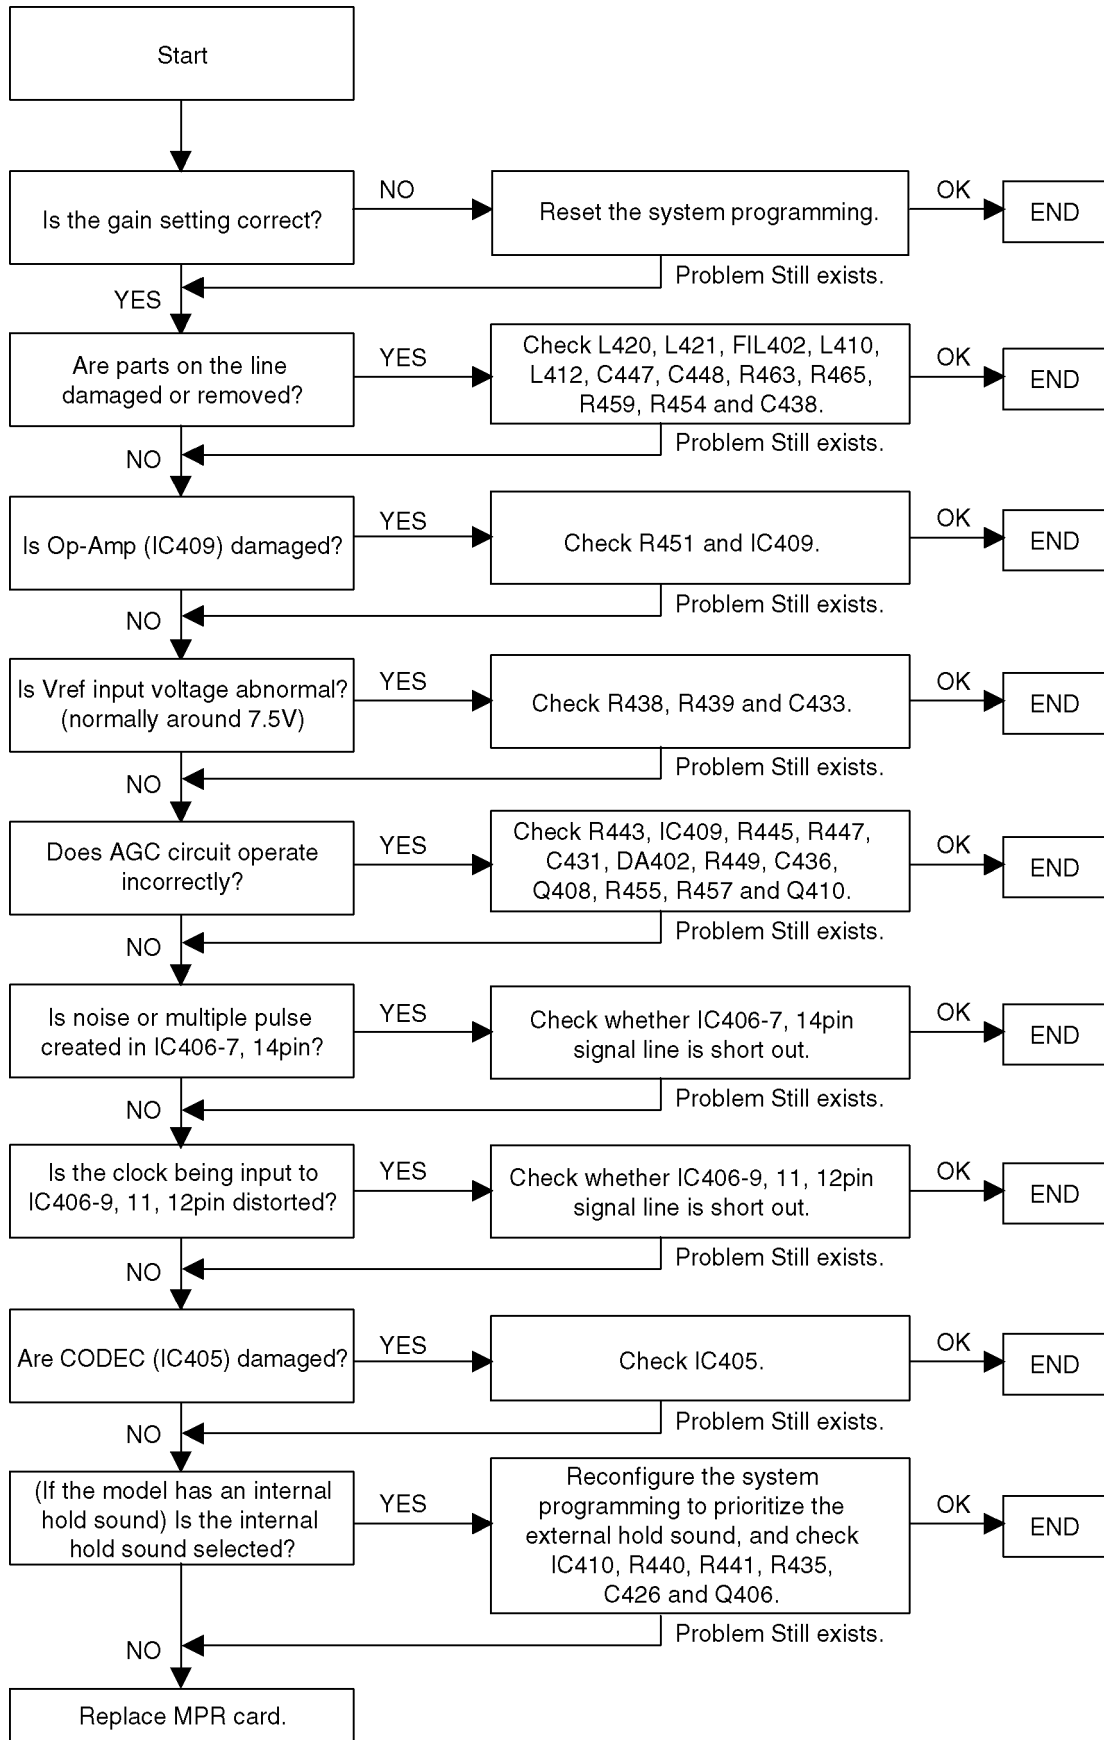 Start
Is the gain setting correct?
NO
Reset the system programming.
OK
END
Problem Still exists.
YES
Are parts on the line
damaged or removed?
YES
Check L420, L421, FIL402, L410,
L412, C447, C448, R463, R465,
R459, R454 and C438.
OK
END
Problem Still exists.
NO
Is Op-Amp (IC409) damaged?
YES
Check R451 and IC409.
OK
END
Problem Still exists.
NO
Is Vref input voltage abnormal?
(normally around 7.5V)
YES
Check R438, R439 and C433.
OK
END
Problem Still exists.
NO
Does AGC circuit operate
incorrectly?
YES
Check R443, IC409, R445, R447,
C431, DA402, R449, C436,
Q408, R455, R457 and Q410.
OK
END
Problem Still exists.
NO
Is noise or multiple pulse
created in IC406-7, 14pin?
YES
Check whether IC406-7, 14pin
signal line is short out.
OK
END
Problem Still exists.
NO
Is the clock being input to
IC406-9, 11, 12pin distorted?
YES
Check whether IC406-9, 11, 12pin
signal line is short out.
OK
END
Problem Still exists.
NO
Are CODEC (IC405) damaged?
YES
Check IC405.
OK
END
Problem Still exists.
NO
(If the model has an internal
hold sound) Is the internal
hold sound selected?
YES
Reconfigure the system
programming to prioritize the
external hold sound, and check
IC410, R440, R441, R435,
C426 and Q406.
OK
END
Problem Still exists.
NO
Replace MPR card.